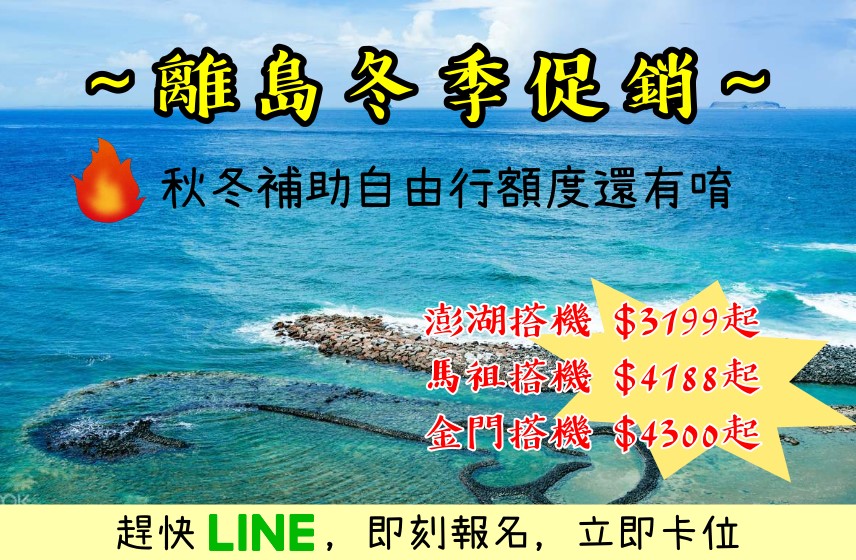 ~離島冬季促銷~
秋冬補助自由行額度還有唷
澎湖搭機 $3199起
馬祖搭機 $4188起
金門搭機 $4300起
趕快LINE，即刻報名，立即卡位